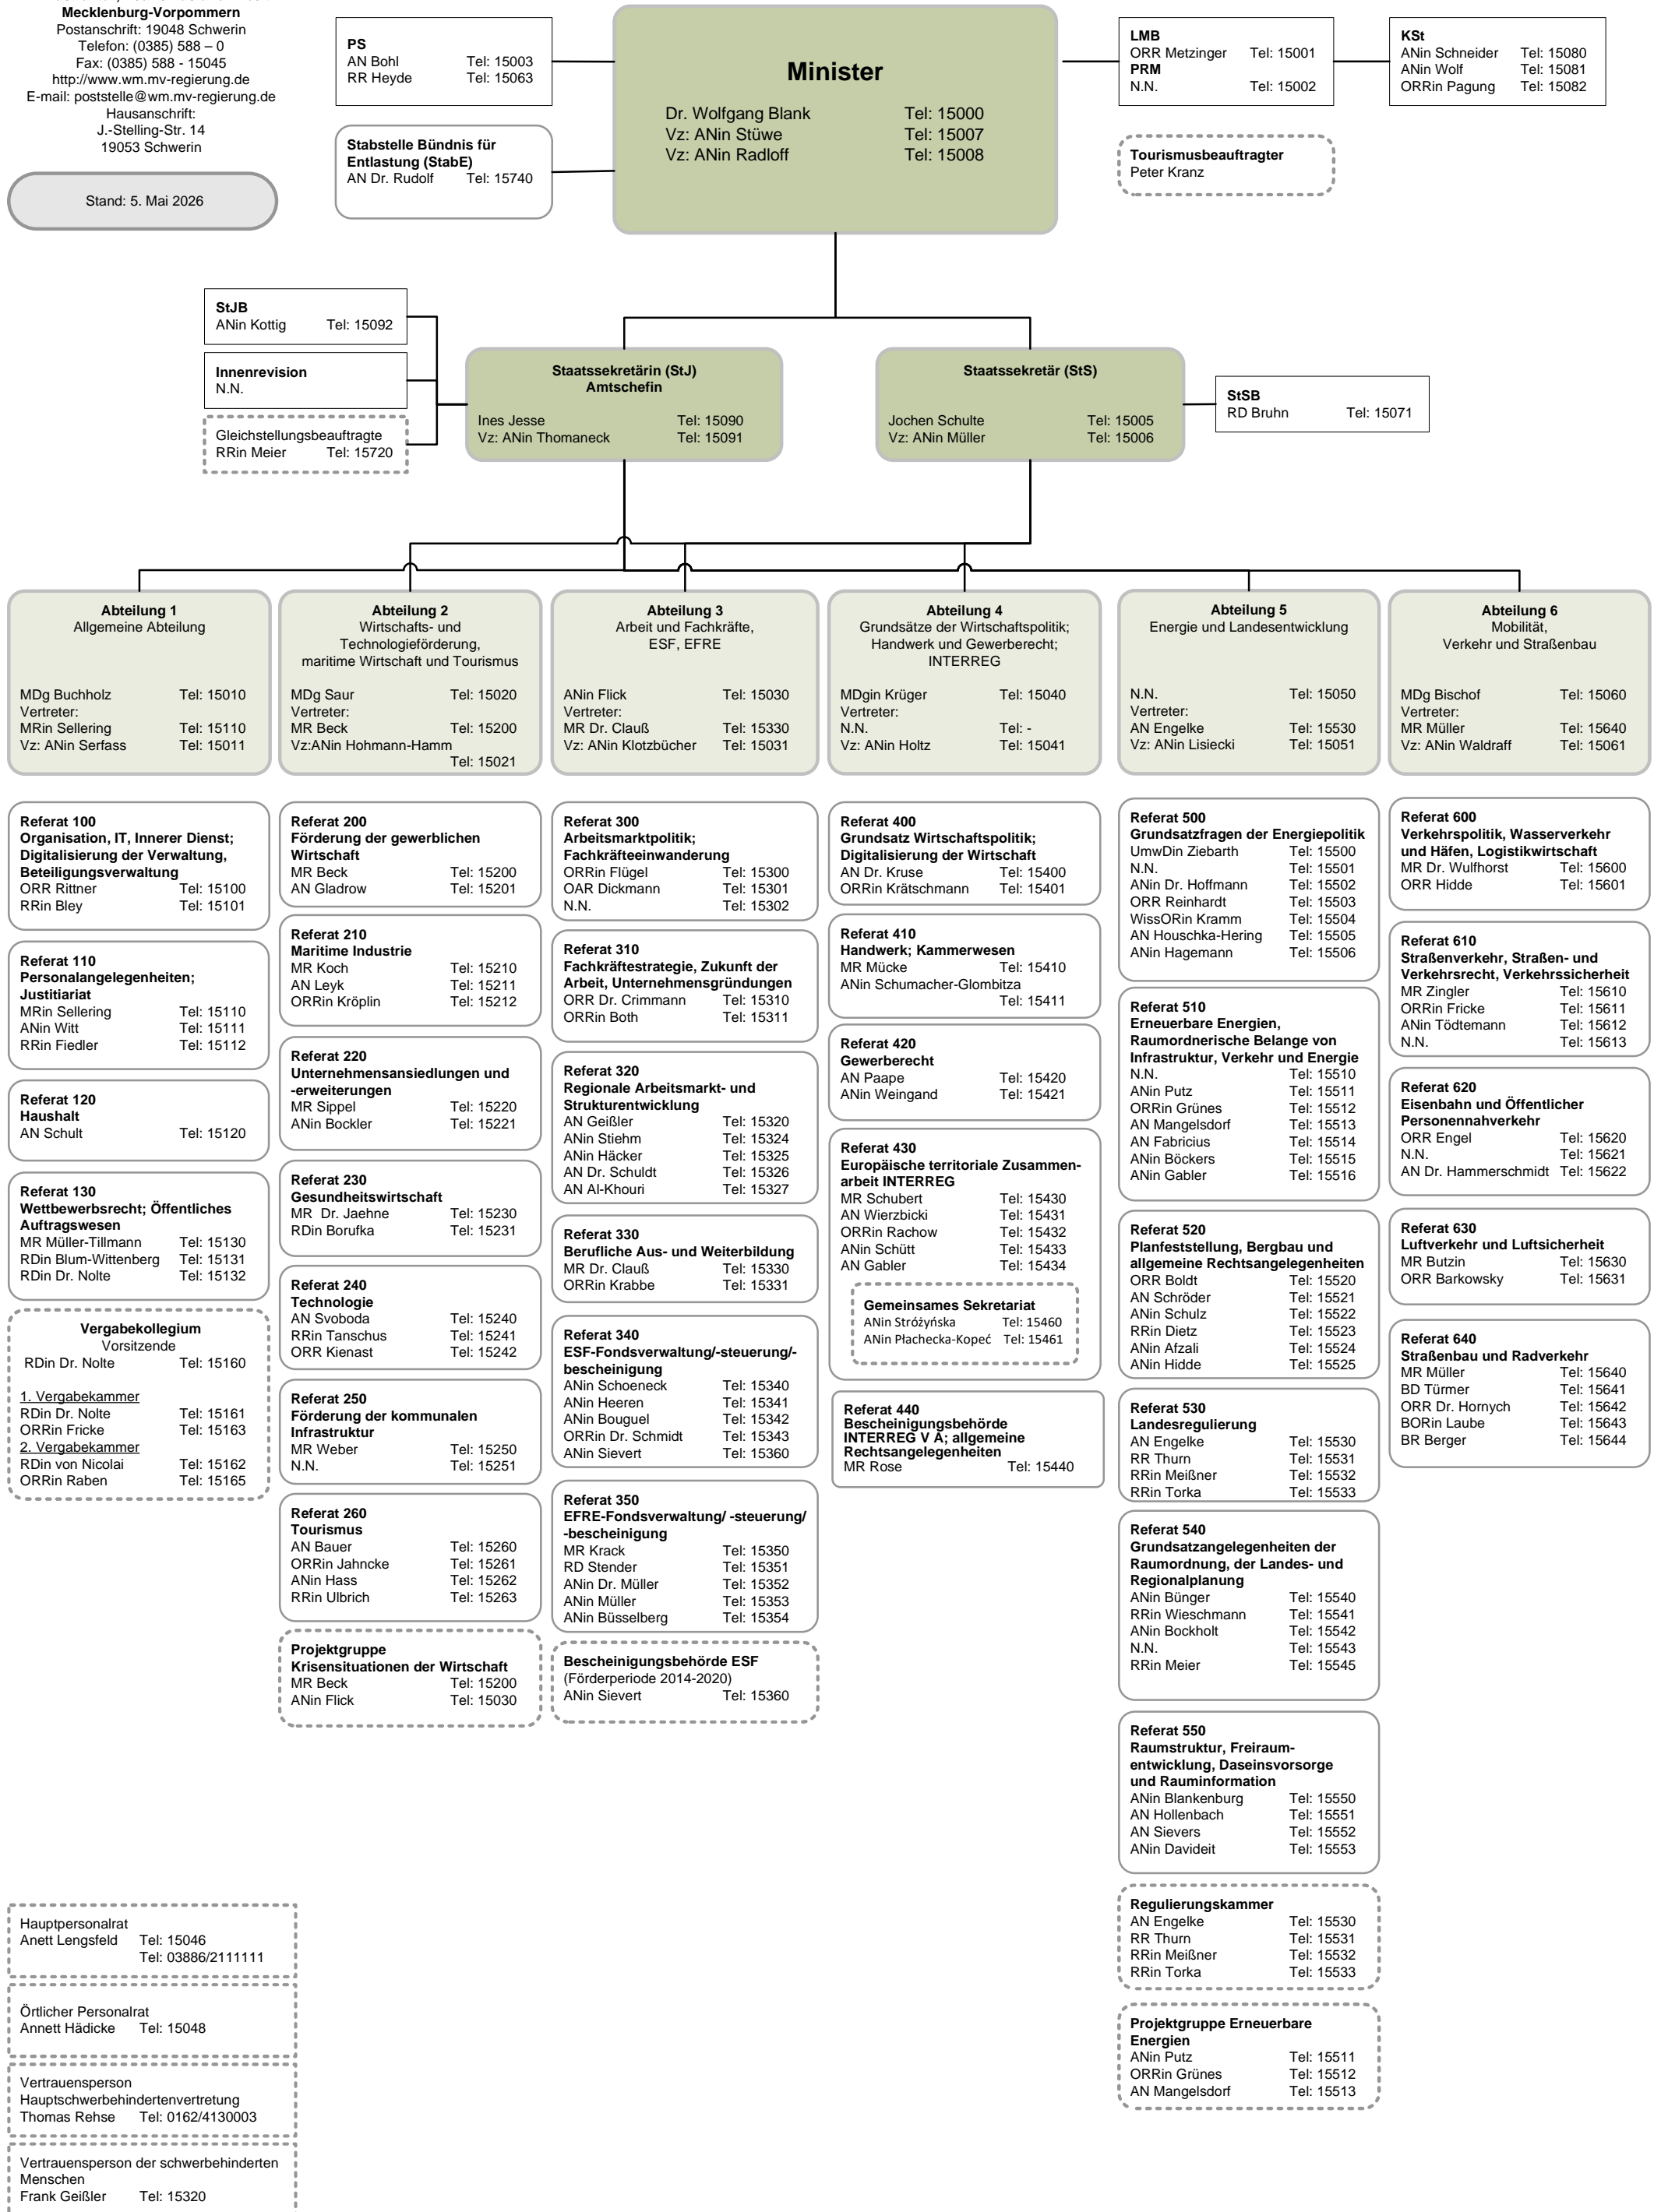 Mecklenburg-Vorpommern
Postanschrift: 19048 Schwerin
Telefon: (0385) 588 – 0
Fax: (0385) 588 - 15045
http://www.wm.mv-regierung.de
E-mail: poststelle@wm.mv-regierung.de
Hausanschrift:
J.-Stelling-Str. 14
19053 Schwerin
Stand: 5. Mai 2026
PS
AN Bohl Tel: 15003
RR Heyde Tel: 15063
Stabstelle Bündnis für
Entlastung (StabE)
AN Dr. Rudolf Tel: 15740
Minister
Dr. Wolfgang Blank Tel: 15000
Vz: ANin Stüwe Tel: 15007
Vz: ANin Radloff Tel: 15008
LMB
ORR Metzinger Tel: 15001
PRM
N.N. Tel: 15002
KSt
ANin Schneider Tel: 15080
ANin Wolf Tel: 15081
ORRin Pagung Tel: 15082
Tourismusbeauftragter
Peter Kranz
StJB
ANin Kottig Tel: 15092
Innenrevision
N.N.
Gleichstellungsbeauftragte
RRin Meier Tel: 15720
Staatssekretärin (StJ)
Amtschefin
Ines Jesse Tel: 15090
Vz: ANin Thomaneck Tel: 15091
Staatssekretär (StS)
Jochen Schulte Tel: 15005
Vz: ANin Müller Tel: 15006
StSB
RD Bruhn Tel: 15071
Abteilung 1
Allgemeine Abteilung
MDg Buchholz Tel: 15010
Vertreter:
MRin Sellering Tel: 15110
Vz: ANin Serfass Tel: 15011
Abteilung 2
Wirtschafts- und
Technologieförderung,
maritime Wirtschaft und Tourismus
MDg Saur Tel: 15020
Vertreter:
MR Beck Tel: 15200
Vz:ANin Hohmann-Hamm
Tel: 15021
Abteilung 3
Arbeit und Fachkräfte,
ESF, EFRE
ANin Flick Tel: 15030
Vertreter:
MR Dr. Clauß Tel: 15330
Vz: ANin Klotzbücher Tel: 15031
Abteilung 4
Grundsätze der Wirtschaftspolitik;
Handwerk und Gewerberecht;
INTERREG
MDgin Krüger Tel: 15040
Vertreter:
N.N. Tel: -
Vz: ANin Holtz Tel: 15041
Abteilung 5
Energie und Landesentwicklung
N.N. Tel: 15050
Vertreter:
AN Engelke Tel: 15530
Vz: ANin Lisiecki Tel: 15051
Abteilung 6
Mobilität,
Verkehr und Straßenbau
MDg Bischof Tel: 15060
Vertreter:
MR Müller Tel: 15640
Vz: ANin Waldraff Tel: 15061
Referat 100
Organisation, IT, Innerer Dienst;
Digitalisierung der Verwaltung,
Beteiligungsverwaltung
ORR Rittner Tel: 15100
RRin Bley Tel: 15101
Referat 110
Personalangelegenheiten;
Justitiariat
MRin Sellering Tel: 15110
ANin Witt Tel: 15111
RRin Fiedler Tel: 15112
Referat 120
Haushalt
AN Schult Tel: 15120
Referat 130
Wettbewerbsrecht; Öffentliches
Auftragswesen
MR Müller-Tillmann Tel: 15130
RDin Blum-Wittenberg Tel: 15131
RDin Dr. Nolte Tel: 15132
Vergabekollegium
Vorsitzende
RDin Dr. Nolte Tel: 15160
1. Vergabekammer
RDin Dr. Nolte Tel: 15161
ORRin Fricke Tel: 15163
2. Vergabekammer
RDin von Nicolai Tel: 15162
ORRin Raben Tel: 15165
Referat 200
Förderung der gewerblichen
Wirtschaft
MR Beck Tel: 15200
AN Gladrow Tel: 15201
Referat 210
Maritime Industrie
MR Koch Tel: 15210
AN Leyk Tel: 15211
ORRin Kröplin Tel: 15212
Referat 220
Unternehmensansiedlungen und
-erweiterungen
MR Sippel Tel: 15220
ANin Bockler Tel: 15221
Referat 230
Gesundheitswirtschaft
MR Dr. Jaehne Tel: 15230
RDin Borufka Tel: 15231
Referat 240
Technologie
AN Svoboda Tel: 15240
RRin Tanschus Tel: 15241
ORR Kienast Tel: 15242
Referat 250
Förderung der kommunalen
Infrastruktur
MR Weber Tel: 15250
N.N. Tel: 15251
Referat 260
Tourismus
AN Bauer Tel: 15260
ORRin Jahncke Tel: 15261
ANin Hass Tel: 15262
RRin Ulbrich Tel: 15263
Projektgruppe
Krisensituationen der Wirtschaft
MR Beck Tel: 15200
ANin Flick Tel: 15030
Referat 300
Arbeitsmarktpolitik;
Fachkräfteeinwanderung
ORRin Flügel Tel: 15300
OAR Dickmann Tel: 15301
N.N. Tel: 15302
Referat 310
Fachkräftestrategie, Zukunft der
Arbeit, Unternehmensgründungen
ORR Dr. Crimmann Tel: 15310
ORRin Both Tel: 15311
Referat 320
Regionale Arbeitsmarkt- und
Strukturentwicklung
AN Geißler Tel: 15320
ANin Stiehm Tel: 15324
ANin Häcker Tel: 15325
AN Dr. Schuldt Tel: 15326
AN Al-Khouri Tel: 15327
Referat 330
Berufliche Aus- und Weiterbildung
MR Dr. Clauß Tel: 15330
ORRin Krabbe Tel: 15331
Referat 340
ESF-Fondsverwaltung/-steuerung/-
bescheinigung
ANin Schoeneck Tel: 15340
ANin Heeren Tel: 15341
ANin Bouguel Tel: 15342
ORRin Dr. Schmidt Tel: 15343
ANin Sievert Tel: 15360
Referat 350
EFRE-Fondsverwaltung/ -steuerung/
-bescheinigung
MR Krack Tel: 15350
RD Stender Tel: 15351
ANin Dr. Müller Tel: 15352
ANin Müller Tel: 15353
ANin Büsselberg Tel: 15354
Bescheinigungsbehörde ESF
(Förderperiode 2014-2020)
ANin Sievert Tel: 15360
Referat 400
Grundsatz Wirtschaftspolitik;
Digitalisierung der Wirtschaft
AN Dr. Kruse Tel: 15400
ORRin Krätschmann Tel: 15401
Referat 410
Handwerk; Kammerwesen
MR Mücke Tel: 15410
ANin Schumacher-Glombitza
Tel: 15411
Referat 420
Gewerberecht
AN Paape Tel: 15420
ANin Weingand Tel: 15421
Referat 430
Europäische territoriale Zusammen-
arbeit INTERREG
MR Schubert Tel: 15430
AN Wierzbicki Tel: 15431
ORRin Rachow Tel: 15432
ANin Schütt Tel: 15433
AN Gabler Tel: 15434
Gemeinsames Sekretariat
ANin Stróżyńska Tel: 15460
ANin Płachecka-Kopeć Tel: 15461
Referat 440
Bescheinigungsbehörde
INTERREG V A; allgemeine
Rechtsangelegenheiten
MR Rose Tel: 15440
Referat 500
Grundsatzfragen der Energiepolitik
UmwDin Ziebarth Tel: 15500
N.N. Tel: 15501
ANin Dr. Hoffmann Tel: 15502
ORR Reinhardt Tel: 15503
WissORin Kramm Tel: 15504
AN Houschka-Hering Tel: 15505
ANin Hagemann Tel: 15506
Referat 510
Erneuerbare Energien,
Raumordnerische Belange von
Infrastruktur, Verkehr und Energie
N.N. Tel: 15510
ANin Putz Tel: 15511
ORRin Grünes Tel: 15512
AN Mangelsdorf Tel: 15513
AN Fabricius Tel: 15514
ANin Böckers Tel: 15515
ANin Gabler Tel: 15516
Referat 520
Planfeststellung, Bergbau und
allgemeine Rechtsangelegenheiten
ORR Boldt Tel: 15520
AN Schröder Tel: 15521
ANin Schulz Tel: 15522
RRin Dietz Tel: 15523
ANin Afzali Tel: 15524
ANin Hidde Tel: 15525
Referat 530
Landesregulierung
AN Engelke Tel: 15530
RR Thurn Tel: 15531
RRin Meißner Tel: 15532
RRin Torka Tel: 15533
Referat 540
Grundsatzangelegenheiten der
Raumordnung, der Landes- und
Regionalplanung
ANin Bünger Tel: 15540
RRin Wieschmann Tel: 15541
ANin Bockholt Tel: 15542
N.N. Tel: 15543
RRin Meier Tel: 15545
Referat 550
Raumstruktur, Freiraum-
entwicklung, Daseinsvorsorge
und Rauminformation
ANin Blankenburg Tel: 15550
AN Hollenbach Tel: 15551
AN Sievers Tel: 15552
ANin Davideit Tel: 15553
Regulierungskammer
AN Engelke Tel: 15530
RR Thurn Tel: 15531
RRin Meißner Tel: 15532
RRin Torka Tel: 15533
Projektgruppe Erneuerbare
Energien
ANin Putz Tel: 15511
ORRin Grünes Tel: 15512
AN Mangelsdorf Tel: 15513
Referat 600
Verkehrspolitik, Wasserverkehr
und Häfen, Logistikwirtschaft
MR Dr. Wulfhorst Tel: 15600
ORR Hidde Tel: 15601
Referat 610
Straßenverkehr, Straßen- und
Verkehrsrecht, Verkehrssicherheit
MR Zingler Tel: 15610
ORRin Fricke Tel: 15611
ANin Tödtemann Tel: 15612
N.N. Tel: 15613
Referat 620
Eisenbahn und Öffentlicher
Personennahverkehr
ORR Engel Tel: 15620
N.N. Tel: 15621
AN Dr. Hammerschmidt Tel: 15622
Referat 630
Luftverkehr und Luftsicherheit
MR Butzin Tel: 15630
ORR Barkowsky Tel: 15631
Referat 640
Straßenbau und Radverkehr
MR Müller Tel: 15640
BD Türmer Tel: 15641
ORR Dr. Hornych Tel: 15642
BORin Laube Tel: 15643
BR Berger Tel: 15644
Hauptpersonalrat
Anett Lengsfeld Tel: 15046
Tel: 03886/2111111
Örtlicher Personalrat
Annett Hädicke Tel: 15048
Vertrauensperson
Hauptschwerbehindertenvertretung
Thomas Rehse Tel: 0162/4130003
Vertrauensperson der schwerbehinderten
Menschen
Frank Geißler Tel: 15320